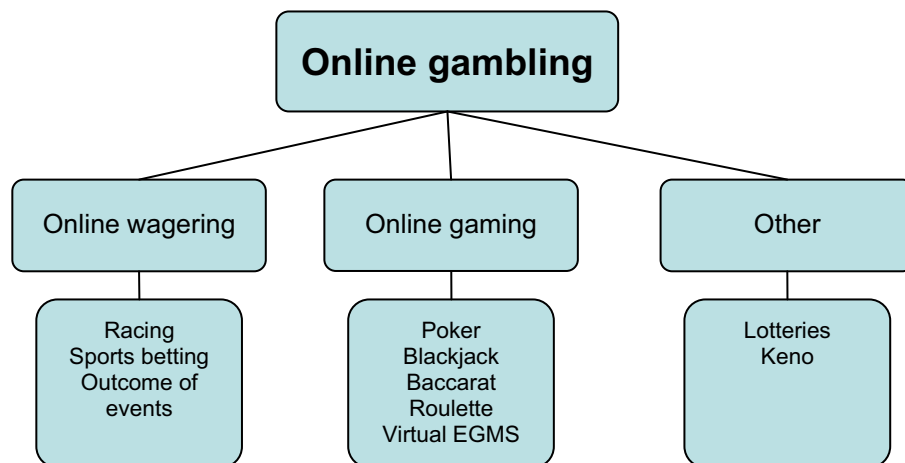 Online gambling
Online wagering
Online gaming
Other
Racing
Sports betting
Outcome of
events
Poker
Blackjack
Baccarat
Roulette
Virtual EGMS
Lotteries
Keno